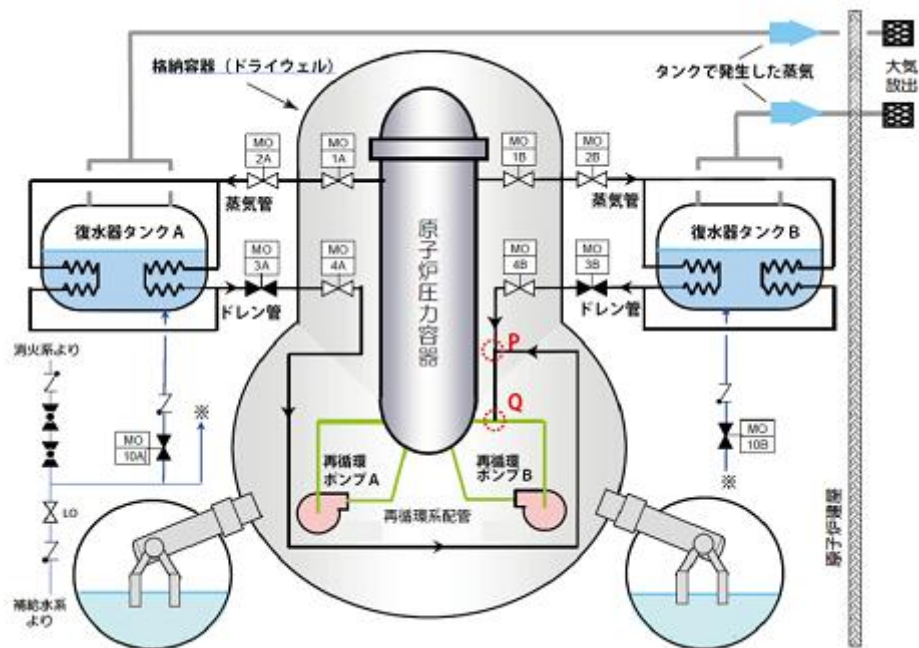 格納容器（ドライウェル）
タンクで発生した蒸気
大気
放出
MO
2A
MO
1A
MO
1B
MO
2B
蒸気管
蒸気管
復水器タンクA
復水器タンクB
原子炉圧力容器
MO
3A
MO
4A
MO
4B
MO
3B
ドレン管
ドレン管
消火系より
P
Q
※
MO
10A
MO
10B
※
再循環
ポンプA
再循環
ポンプB
再循環系配管
LO
補給水系
より
原子炉建屋